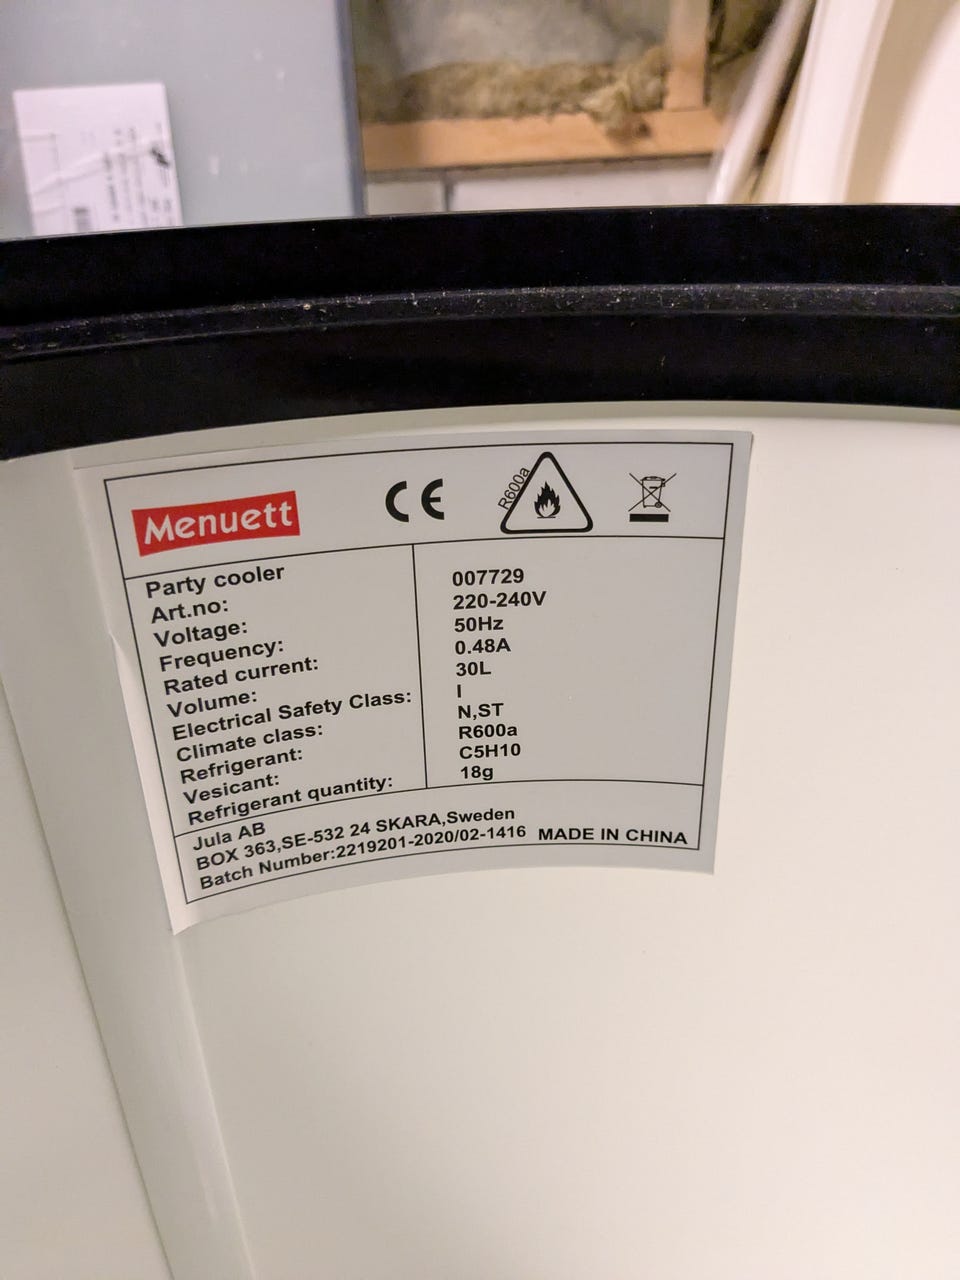 Menuett
CE
R600a
Party cooler
Art.no: 007729
Voltage: 220-240V
Frequency: 50Hz
Rated current: 0.48A
Volume: 30L
Electrical Safety Class: I
Climate class: N,ST
Refrigerant: R600a
Vesicant: C5H10
Refrigerant quantity: 18g
Jula AB
BOX 363,SE-532 24 SKARA,Sweden
Batch Number:2219201-2020/02-1416 MADE IN CHINA